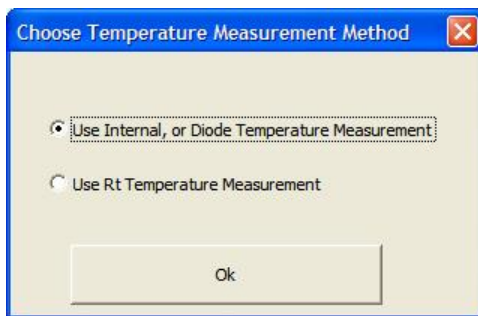 Choose Temperature Measurement Method
Use Internal, or Diode Temperature Measurement
Use Rt Temperature Measurement
Ok